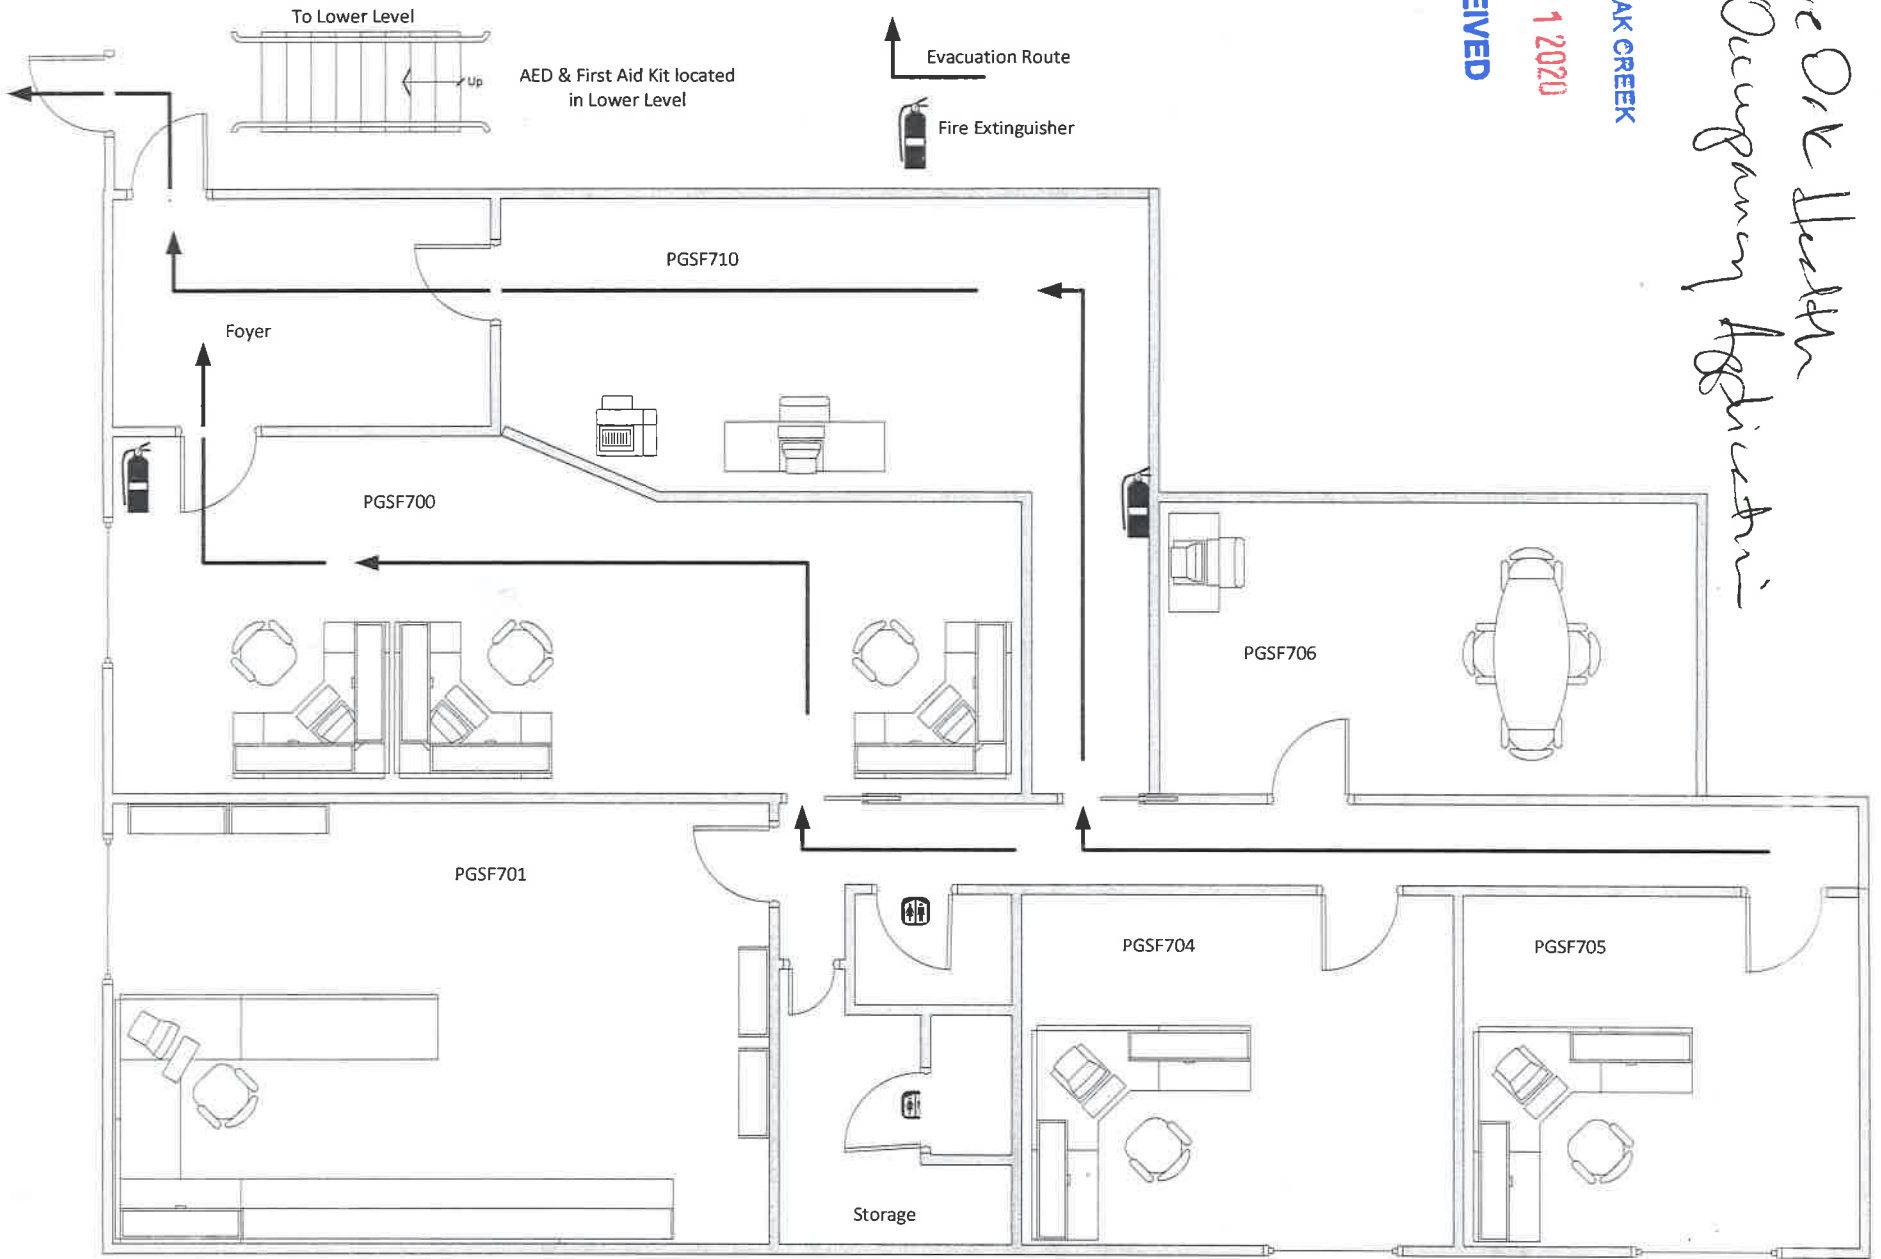 To Lower Level
Up
AED & First Aid Kit located
in Lower Level
Evacuation Route
Fire Extinguisher
EIVED
1 2020
AK CREEK
Health
Occupancy
PGSF710
Foyer
PGSF700
PGSF706
PGSF701
PGSF704
PGSF705
Storage